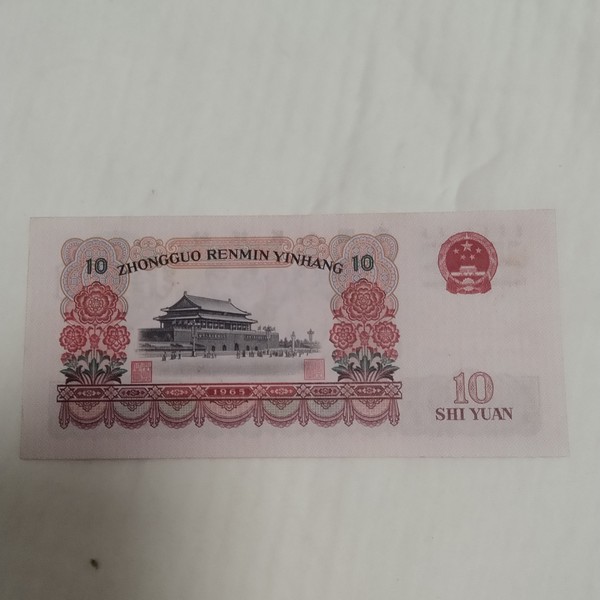 10 ZHONGGUO RENMIN YINHANG 10
1965
10
SHI YUAN